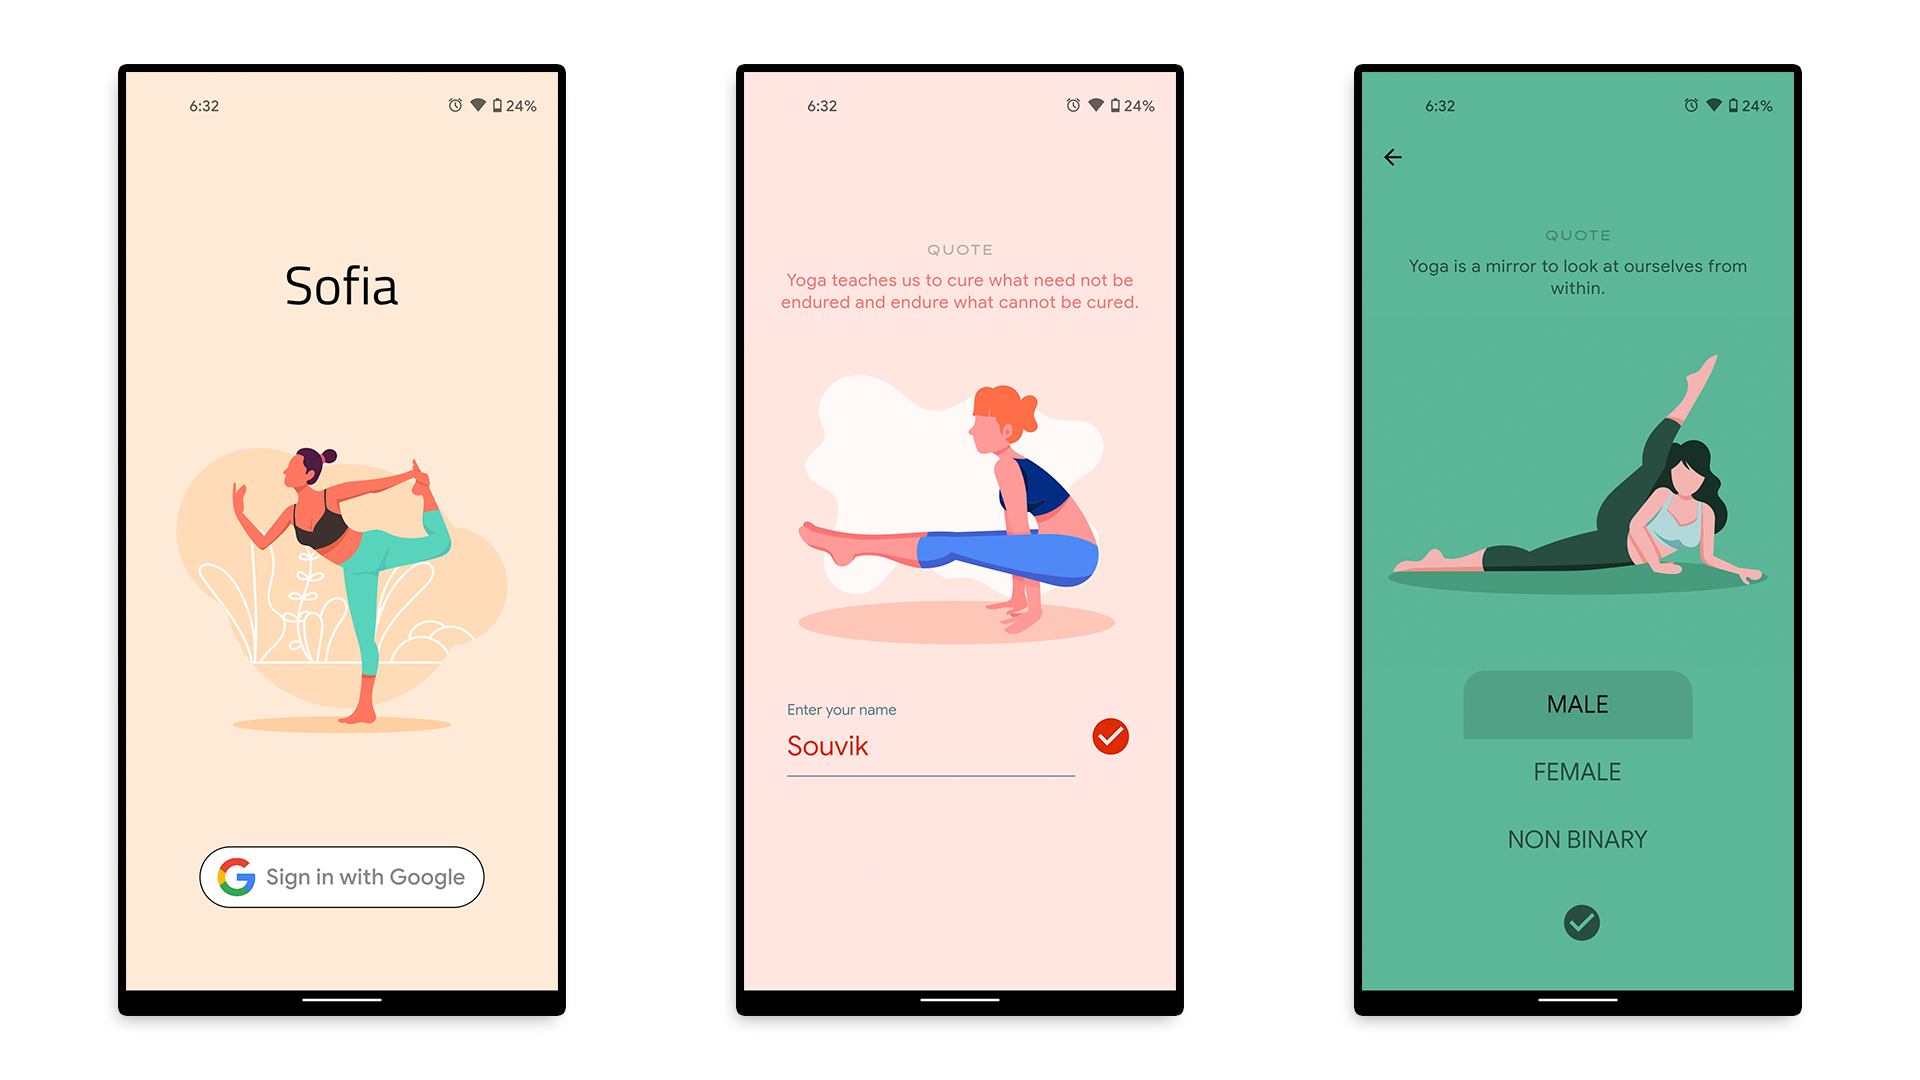 6:32
24%
Sofia
Sign in with Google
6:32
24%
QUOTE
Yoga teaches us to cure what need not be
endured and endure what cannot be cured.
Enter your name
Souvik
6:32
24%
QUOTE
Yoga is a mirror to look at ourselves from
within.
MALE
FEMALE
NON BINARY